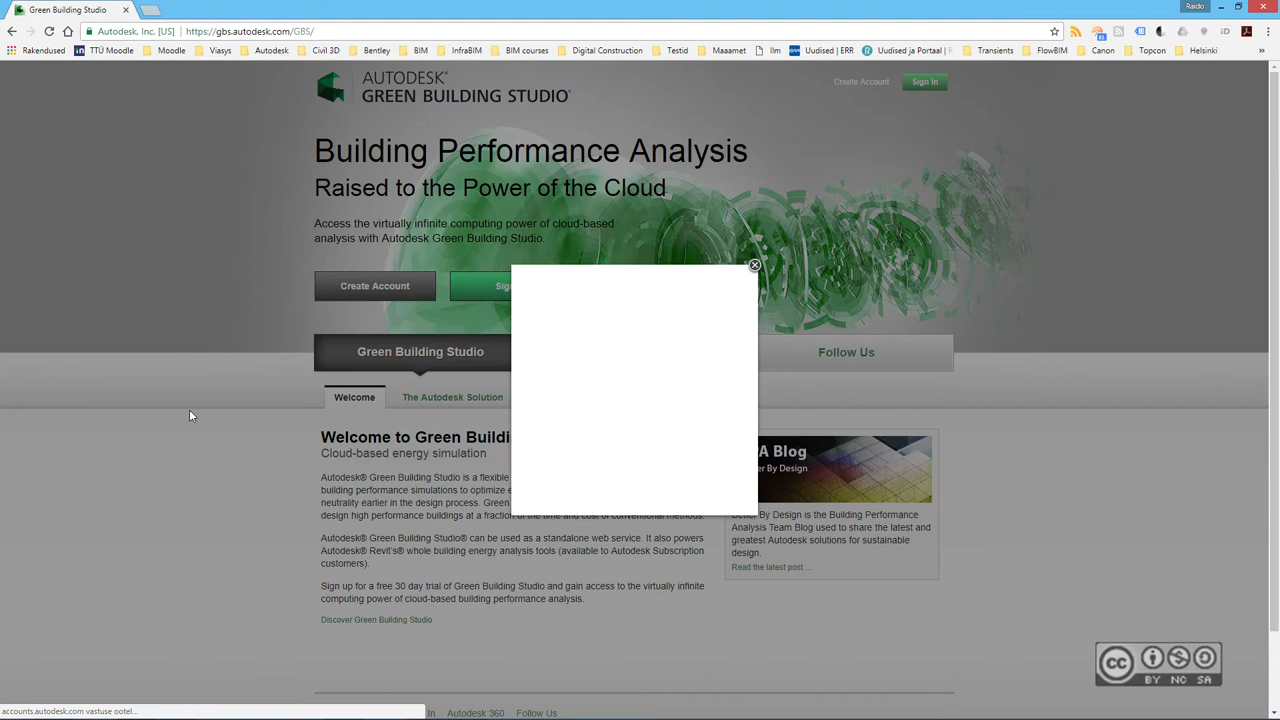 Green Building Studio
Raido
Autodesk, Inc. [US]
https://gbs.autodesk.com/GBS/
Rakendused
TTÜ Moodle
Moodle
Viasys
Autodesk
Civil 3D
Bentley
BIM
InfraBIM
BIM courses
Digital Construction
Testid
Maaamet
Ilm
Uudised | ERR
Uudised ja Portaal |
Transients
FlowBIM
Canon
Topcon
Helsinki
»
AUTODESK®
GREEN BUILDING STUDIO®
Create Account
Sign In
Building Performance Analysis
Raised to the Power of the Cloud
Access the virtually infinite computing power of cloud-based
analysis with Autodesk Green Building Studio.
Create Account
Sig
Green Building Studio
Follow Us
Welcome
The Autodesk Solution
Welcome to Green Buildi
Cloud-based energy simulation
Autodesk® Green Building Studio is a flexible
building performance simulations to optimize e
neutrality earlier in the design process. Green
design high performance buildings at a fraction of the time and cost of conventional methods.
Autodesk® Green Building Studio® can be used as a standalone web service. It also powers
Autodesk® Revit's® whole building energy analysis tools (available to Autodesk Subscription
customers).
Sign up for a free 30 day trial of Green Building Studio and gain access to the virtually infinite
computing power of cloud-based building performance analysis.
Discover Green Building Studio
A Blog
er By Design
Better By Design is the Building Performance
Analysis Team Blog used to share the latest and
greatest Autodesk solutions for sustainable
design.
Read the latest post ...
CC
BY NC SA
accounts.autodesk.com vastuse ootel...
In
Autodesk 360
Follow Us